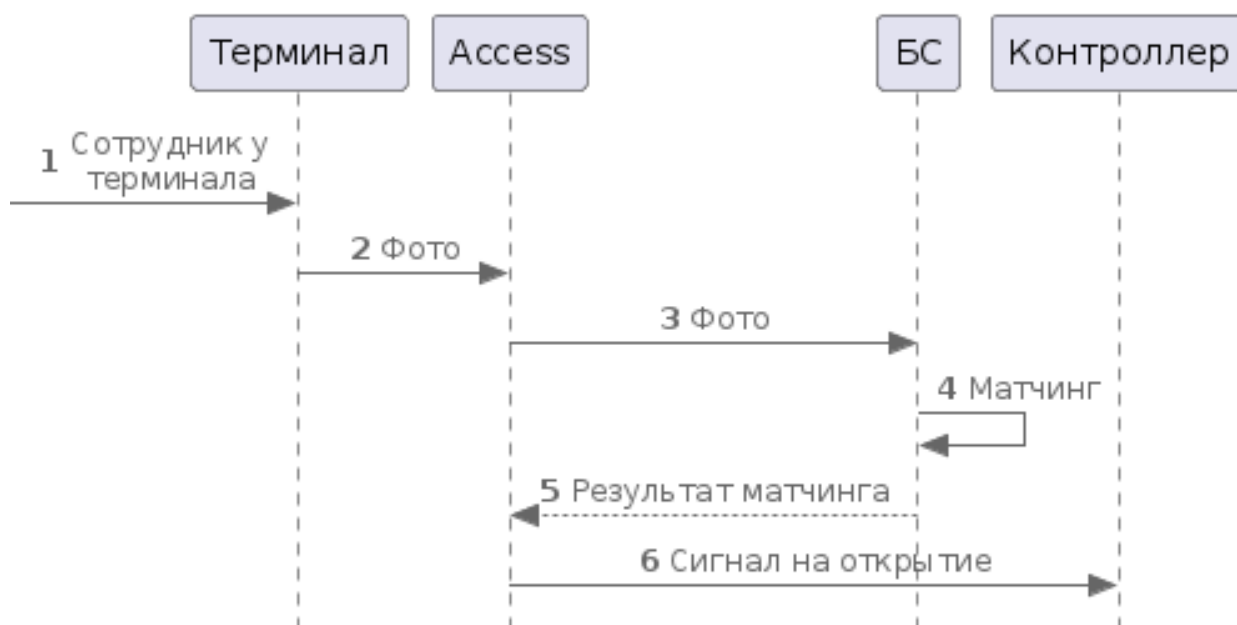 Терминал Access БС Контроллер
1 Сотрудник у
терминала
2 Фото
3 Фото
4 Матчинг
5 Результат матчинга
6 Сигнал на открытие